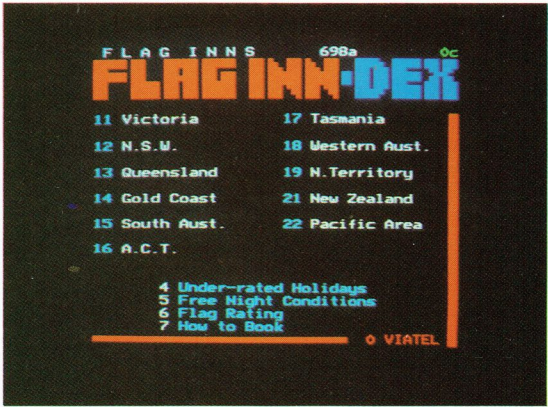 FLAG INNS 698a 0c
FLAG INN·DEX
11 Victoria 17 Tasmania
12 N.S.W. 18 Western Aust.
13 Queensland 19 N.Territory
14 Gold Coast 21 New Zealand
15 South Aust. 22 Pacific Area
16 A.C.T.
4 Under-rated Holidays
5 Free Night Conditions
6 Flag Rating
7 How to Book
0 VIATEL